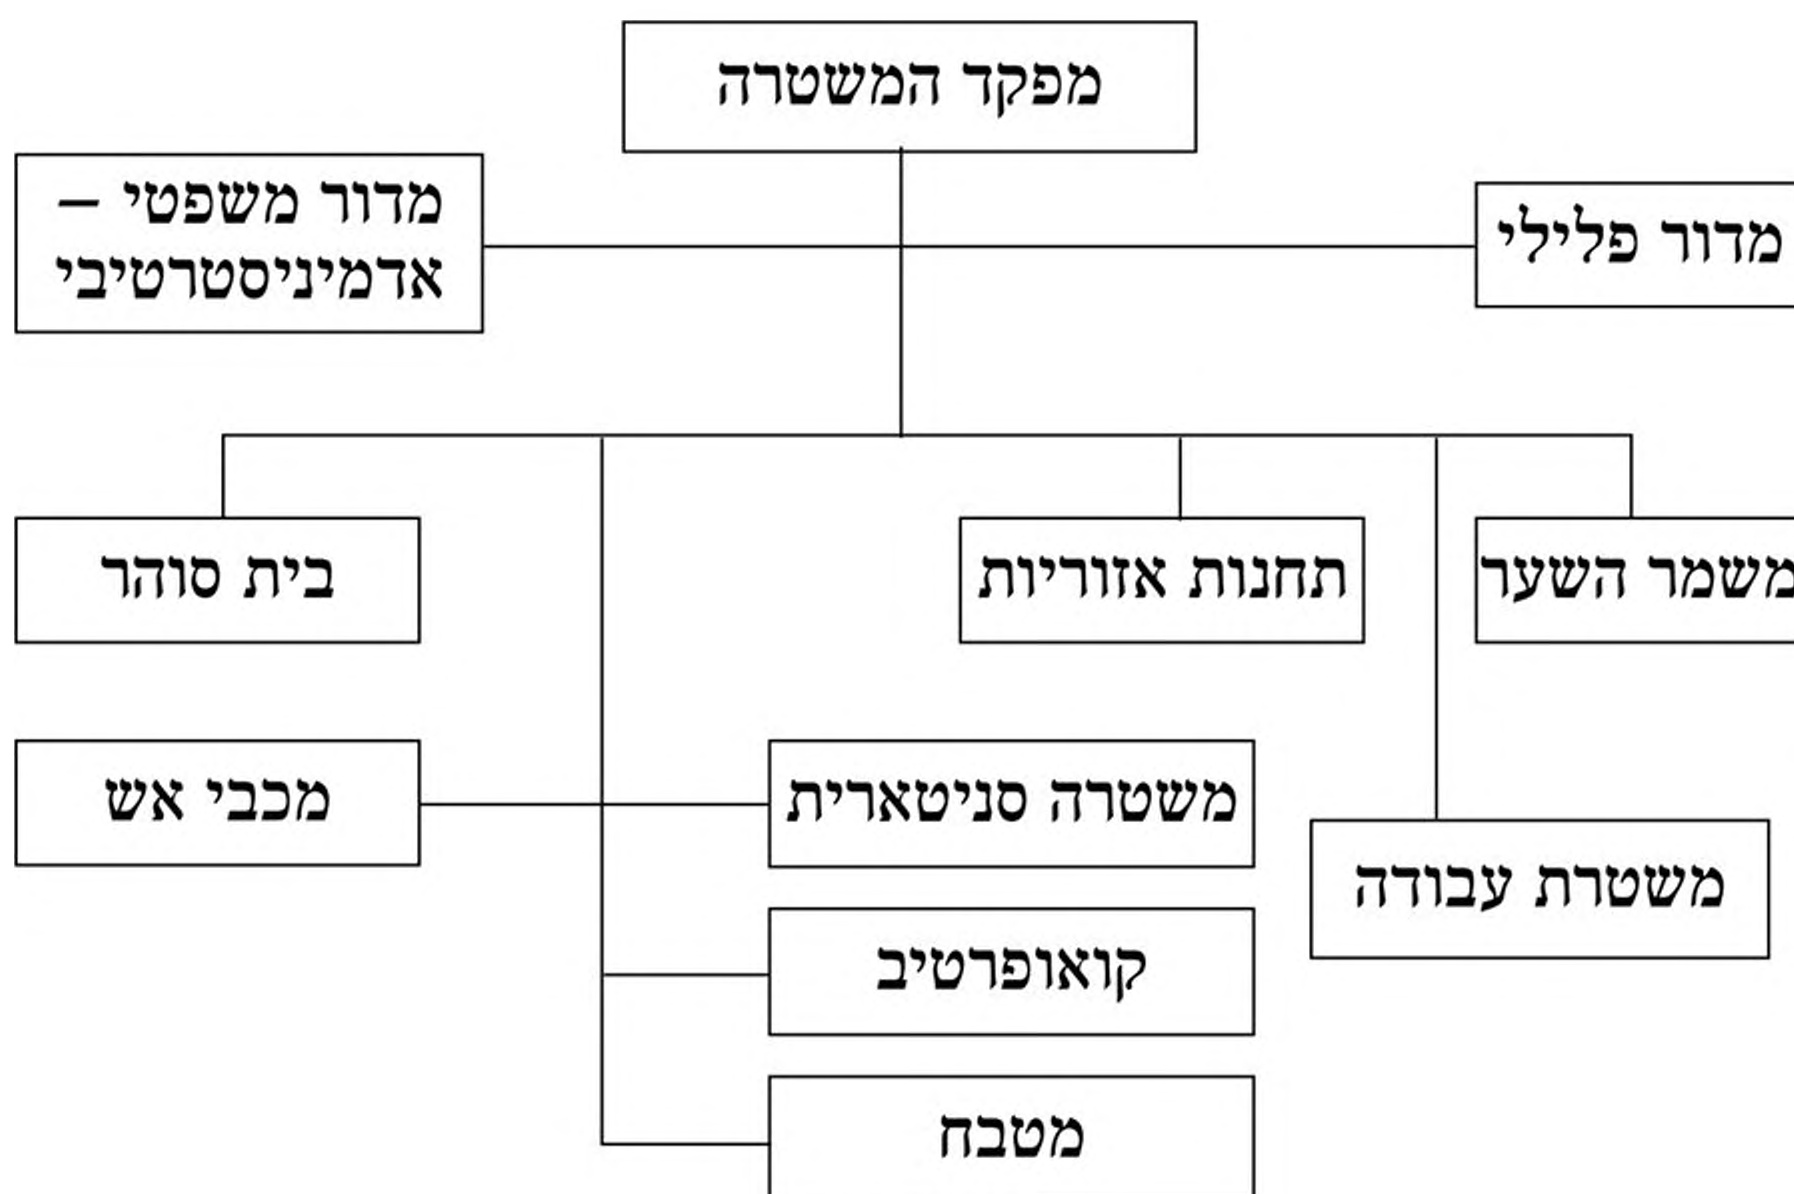 מפקד המשטרה
מדור פלילי
מדור משפטי –
אדמיניסטרטיבי
משמר השער
תחנות אזוריות
בית סוהר
משטרה סניטארית
מכבי אש
משטרת עבודה
קואופרטיב
מטבח